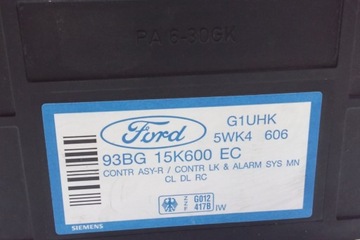 PA 6-30GK
Ford
G1UHK
5WK4 606
93BG 15K600 EC
CONTR ASY-R / CONTR LK & ALARM SYS MN
CL DL RC
SIEMENS
G012
417B
IW